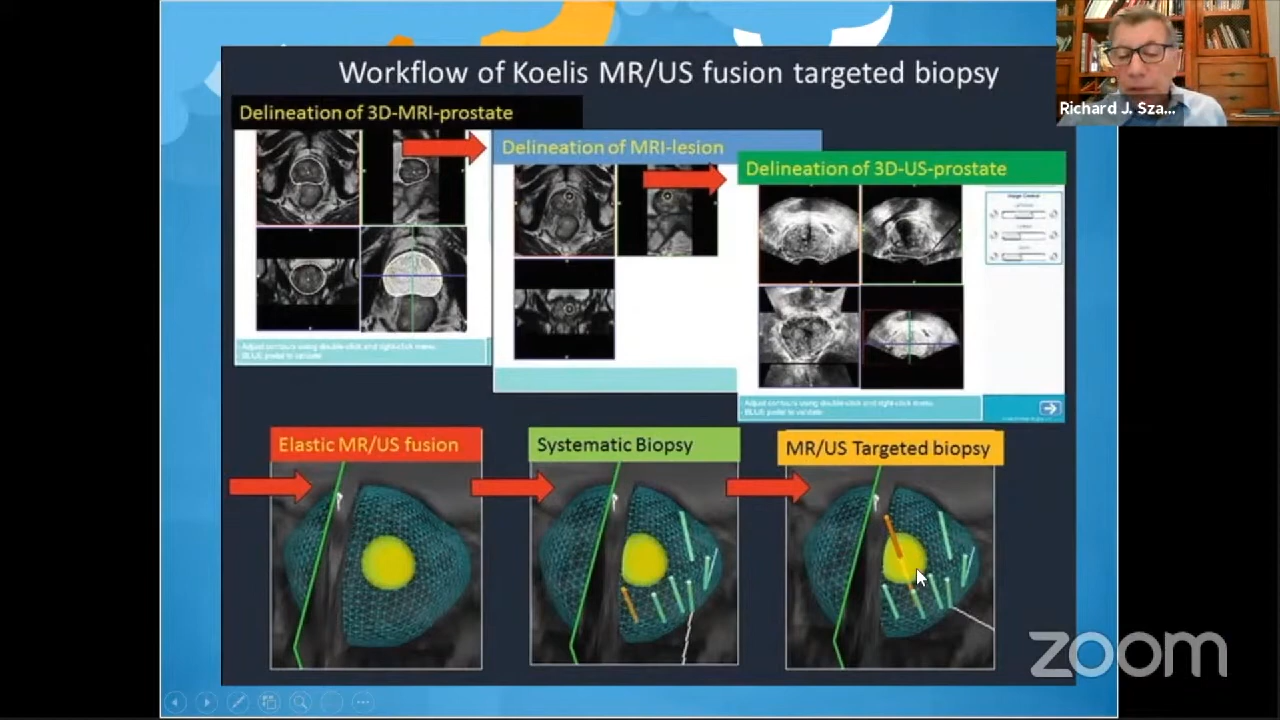 Workflow of Koelis MR/US fusion targeted biopsy
Richard J. Sza...
Delineation of 3D-MRI-prostate
Delineation of MRI-lesion
Delineation of 3D-US-prostate
Image Control
- Adjust contours using double-click and right-click menu.
- BLUE pedal to validate
- Adjust contours using double-click and right-click menu.
- BLUE pedal to validate
Elastic MR/US fusion
Systematic Biopsy
MR/US Targeted biopsy
zoom